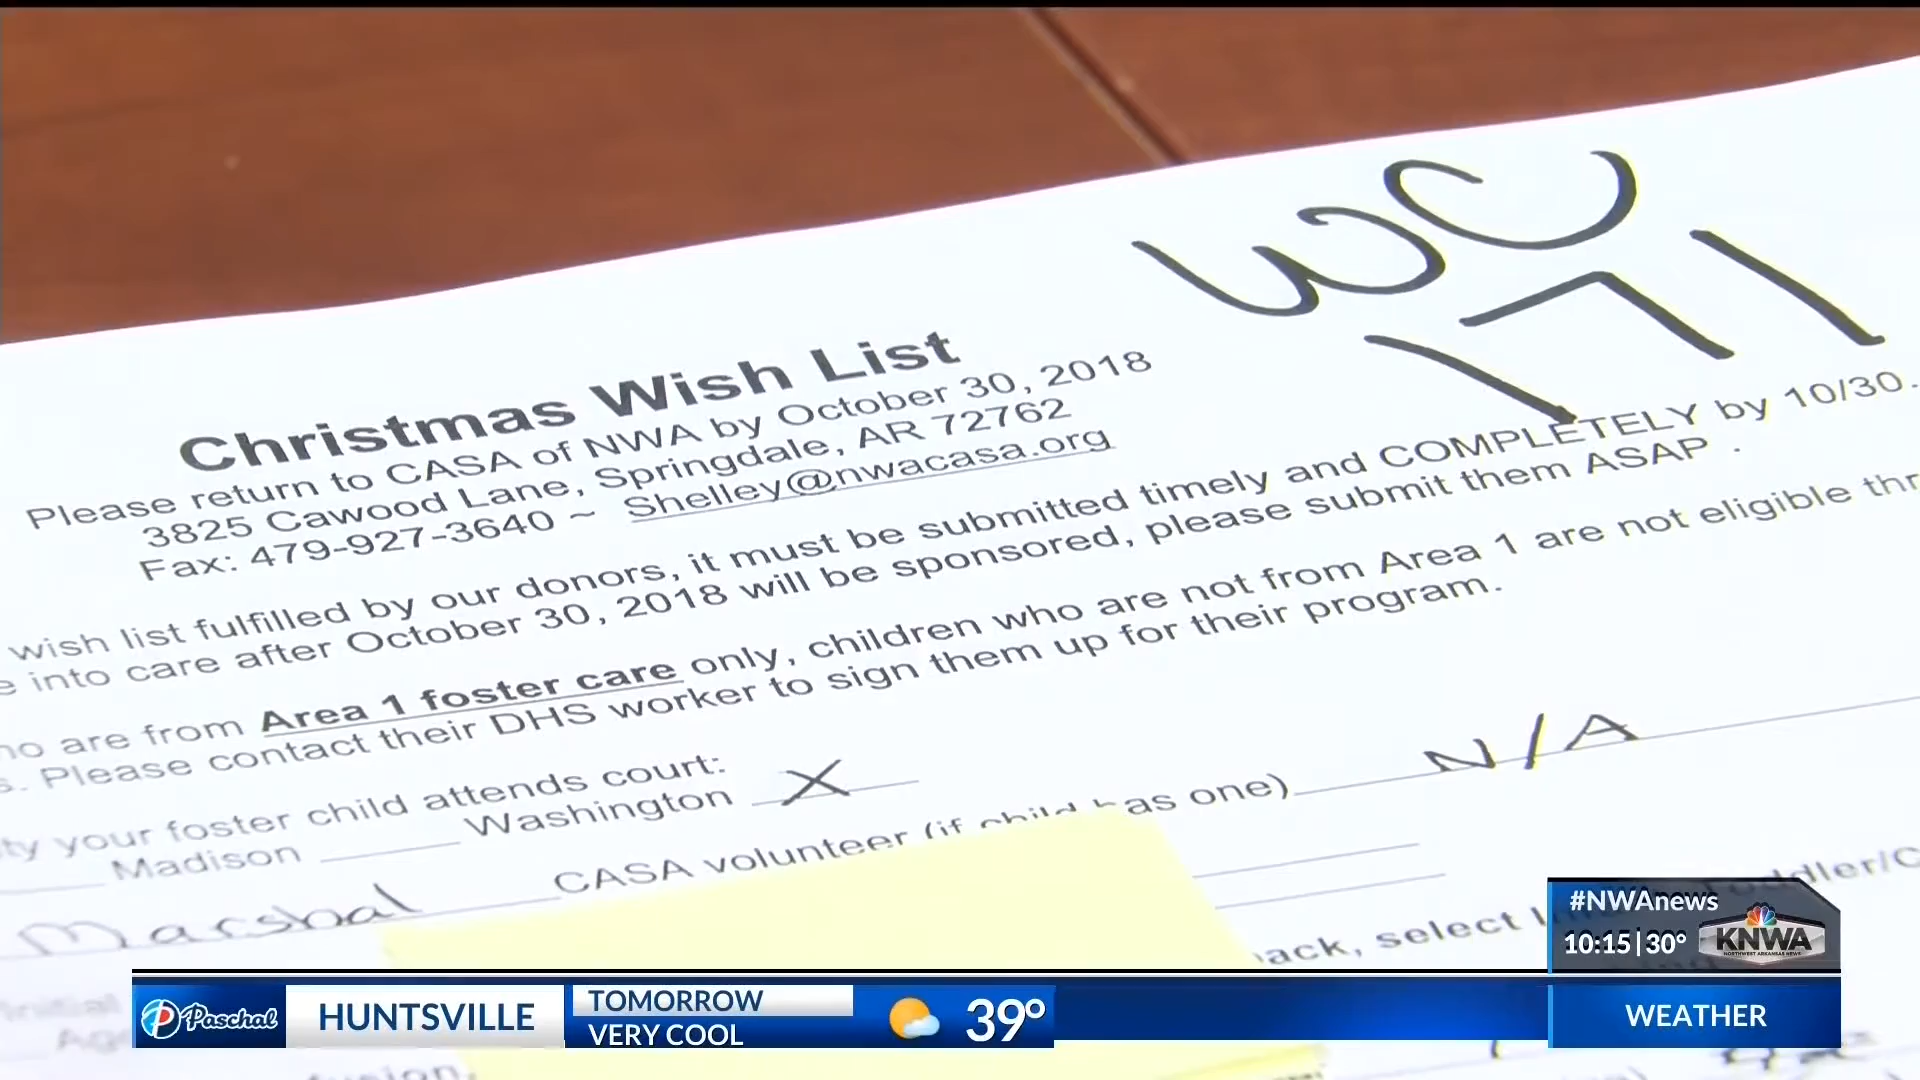 WC
171
Christmas Wish List
Please return to CASA of NWA by October 30, 2018
3825 Cawood Lane, Springdale, AR 72762
Fax: 479-927-3640 ~ Shelley@nwacasa.org
wish list fulfilled by our donors, it must be submitted timely and COMPLETELY by 10/30.
into care after October 30, 2018 will be sponsored, please submit them ASAP.
are from Area 1 foster care only, children who are not from Area 1 are not eligible
Please contact their DHS worker to sign them up for their program.
your foster child attends court:
Madison Washington X
Marshal CASA volunteer (if child has one) N/A
select
#NWAnews
10:15 | 30°
KNWA
NORTHWEST ARKANSAS NEWS
Paschal
HUNTSVILLE
TOMORROW
VERY COOL
39°
WEATHER